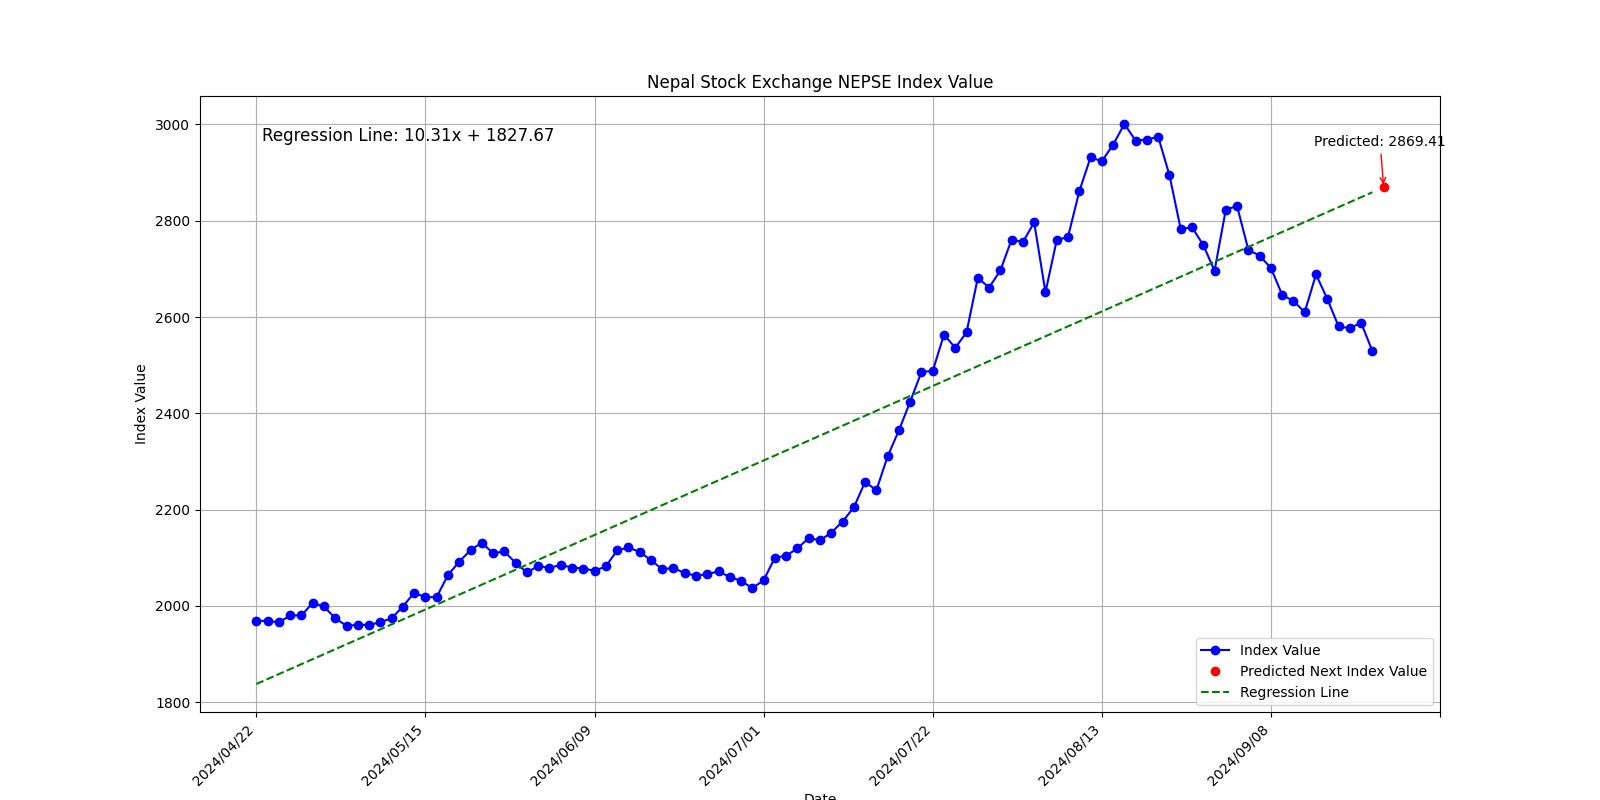 Nepal Stock Exchange NEPSE Index Value
Regression Line: 10.31x + 1827.67
Predicted: 2869.41
3000
2800
2600
2400
2200
2000
1800
Index Value
Index Value
Predicted Next Index Value
Regression Line
2024/04/22
2024/05/15
2024/06/09
2024/07/01
2024/07/22
2024/08/13
2024/09/08
Date